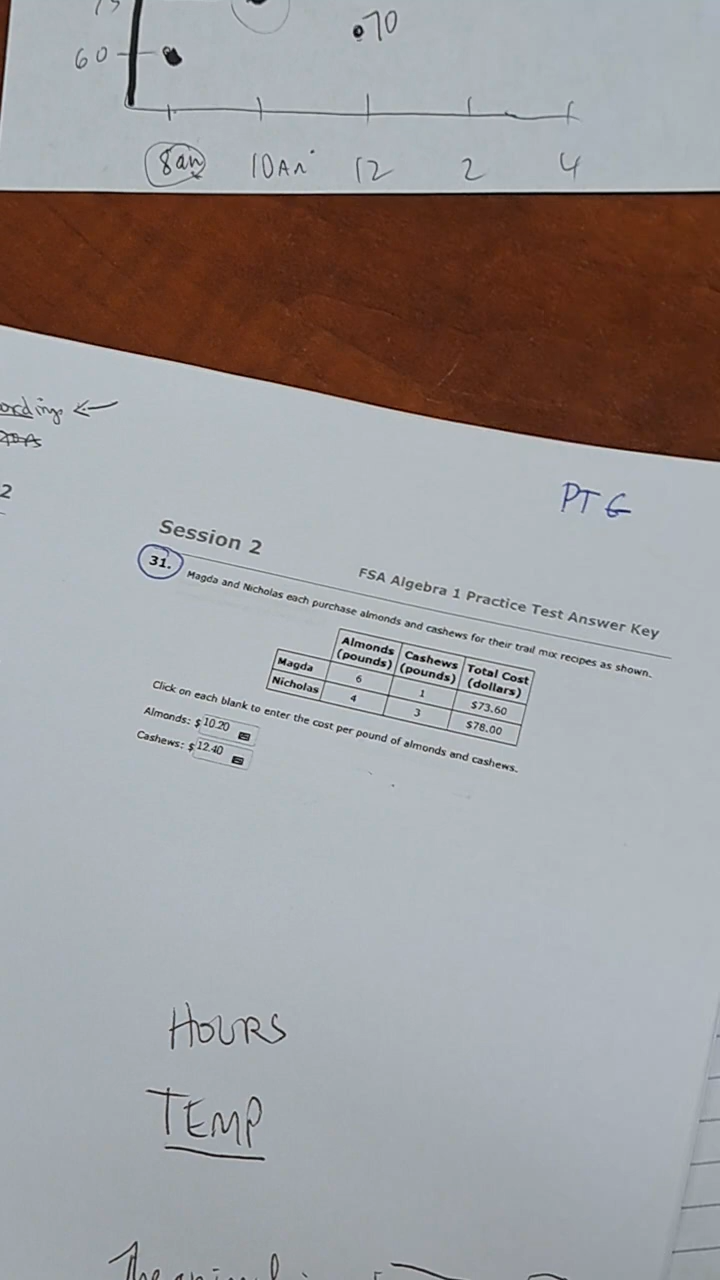 60
70
8am
10AM
12
2
4
ordings
2
PT 6
Session 2
FSA Algebra 1 Practice Test Answer Key
31.
Magda and Nicholas each purchase almonds and cashews for their trail mix recipes as shown.
Almonds (pounds) Cashews (pounds) Total Cost (dollars)
Magda 6 1 $73.60
Nicholas 4 3 $78.00
Click on each blank to enter the cost per pound of almonds and cashews.
Almonds: $ 10.20
Cashews: $ 12.40
HOURS
TEMP
The